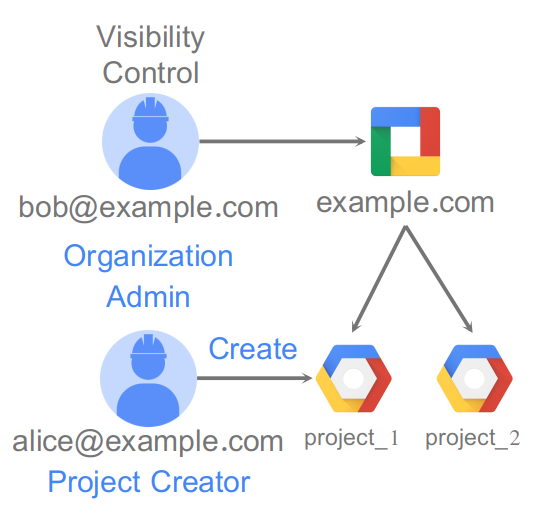 Visibility
Control
bob@example.com
example.com
Organization
Admin
Create
alice@example.com
project_1
project_2
Project Creator